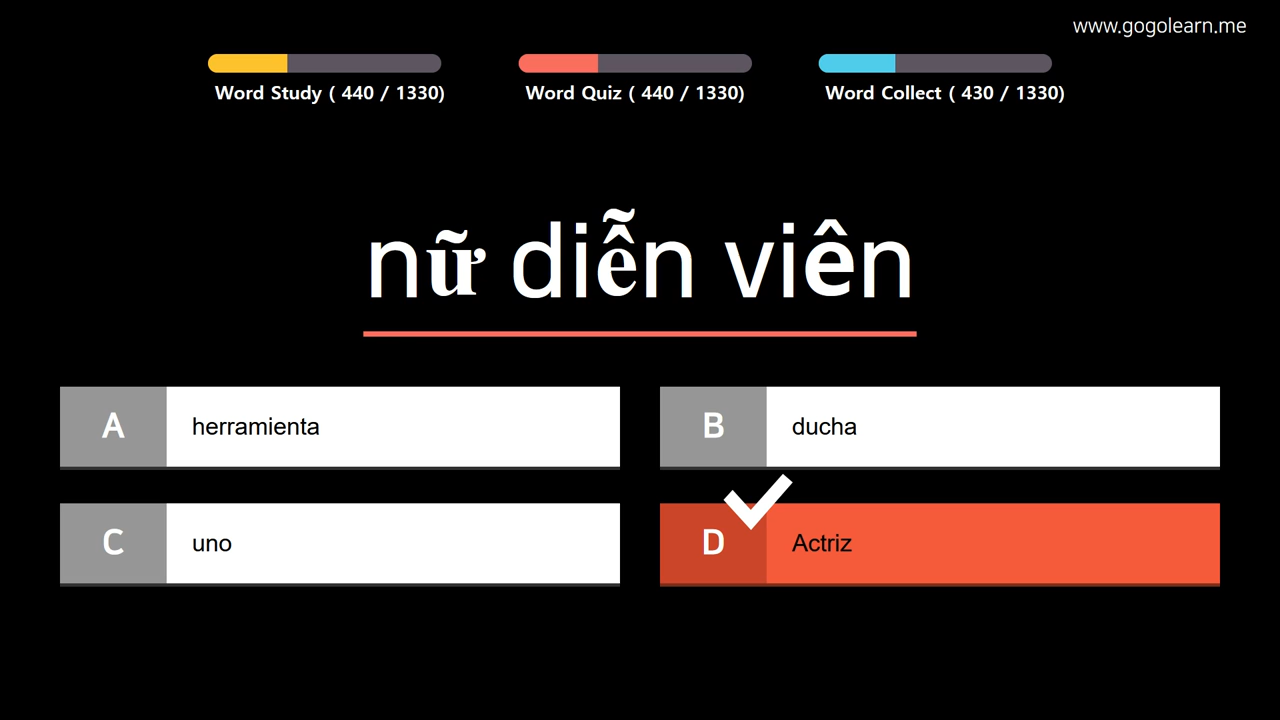 www.gogolearn.me
Word Study ( 440 / 1330)
Word Quiz ( 440 / 1330)
Word Collect ( 430 / 1330)
nữ diễn viên
A herramienta
B ducha
C uno
D Actriz